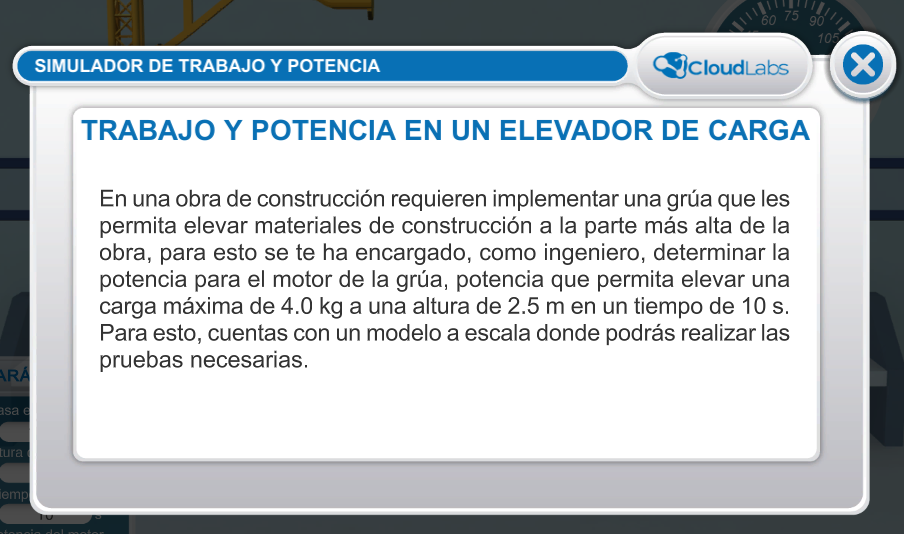 60 75 90
105
SIMULADOR DE TRABAJO Y POTENCIA
CloudLabs
TRABAJO Y POTENCIA EN UN ELEVADOR DE CARGA
En una obra de construcción requieren implementar una grúa que les
permita elevar materiales de construcción a la parte más alta de la
obra, para esto se te ha encargado, como ingeniero, determinar la
potencia para el motor de la grúa, potencia que permita elevar una
carga máxima de 4.0 kg a una altura de 2.5 m en un tiempo de 10 s.
Para esto, cuentas con un modelo a escala donde podrás realizar las
pruebas necesarias.